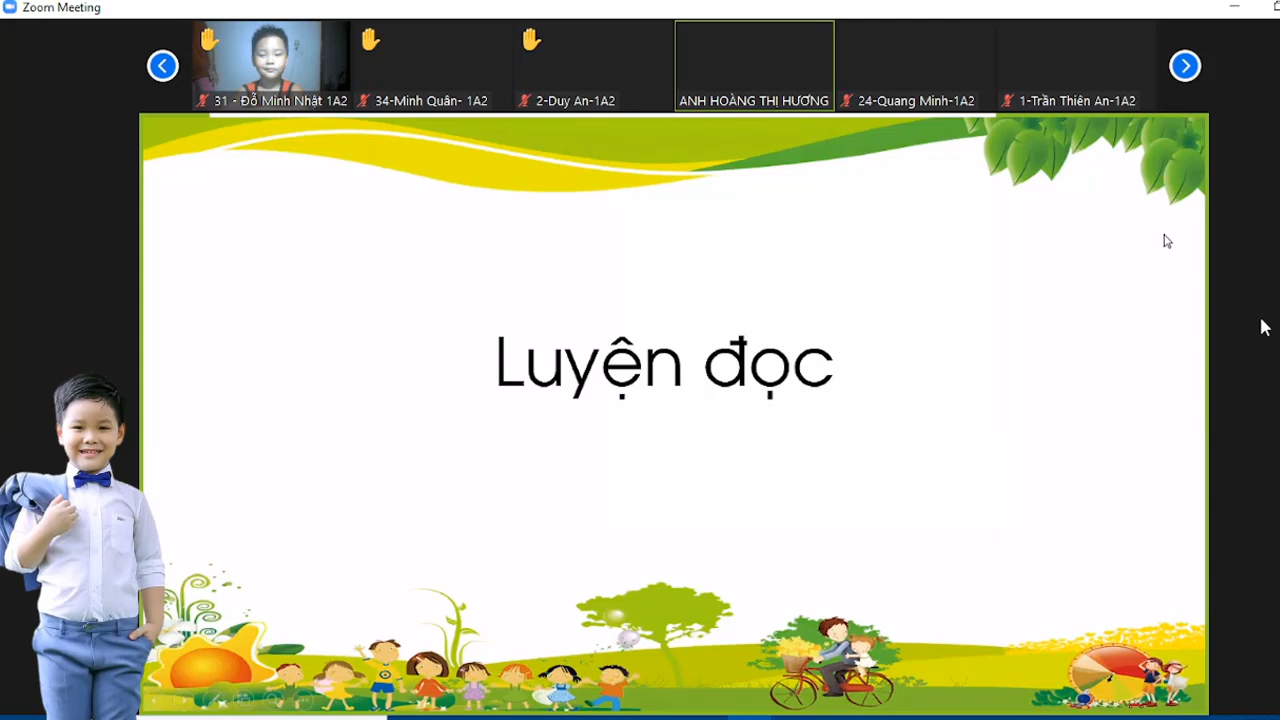 Zoom Meeting
31 - Đỗ Minh Nhật 1A2
34-Minh Quân- 1A2
2-Duy An-1A2
ANH HOÀNG THỊ HƯƠNG
24-Quang Minh-1A2
1-Trần Thiên An-1A2
Luyện đọc